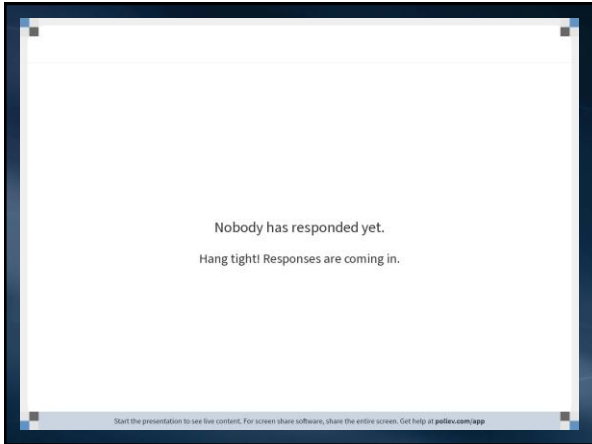 Nobody has responded yet.
Hang tight! Responses are coming in.
Start the presentation to see live content. For screen share software, share the entire screen. Get help at pollev.com/app